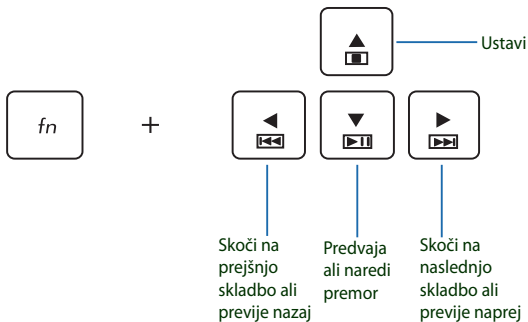 Ustavi
fn
+
Skoči na
prejšnjo
skladbo ali
previje nazaj
Predvaja
ali naredi
premor
Skoči na
naslednjo
skladbo ali
previje naprej